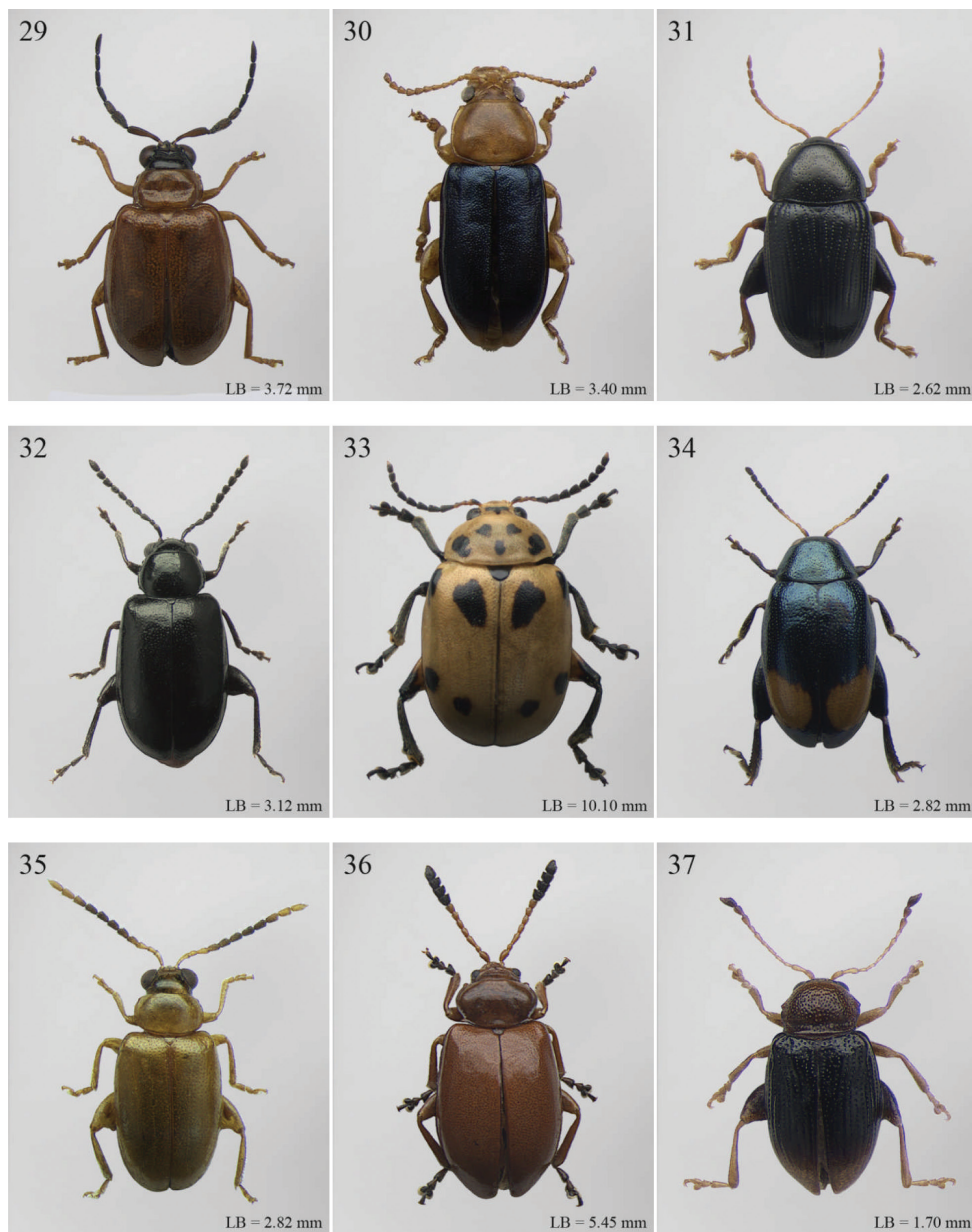 29
30
31
LB = 3.72 mm
LB = 3.40 mm
LB = 2.62 mm
32
33
34
LB = 3.12 mm
LB = 10.10 mm
LB = 2.82 mm
35
36
37
LB = 2.82 mm
LB = 5.45 mm
LB = 1.70 mm